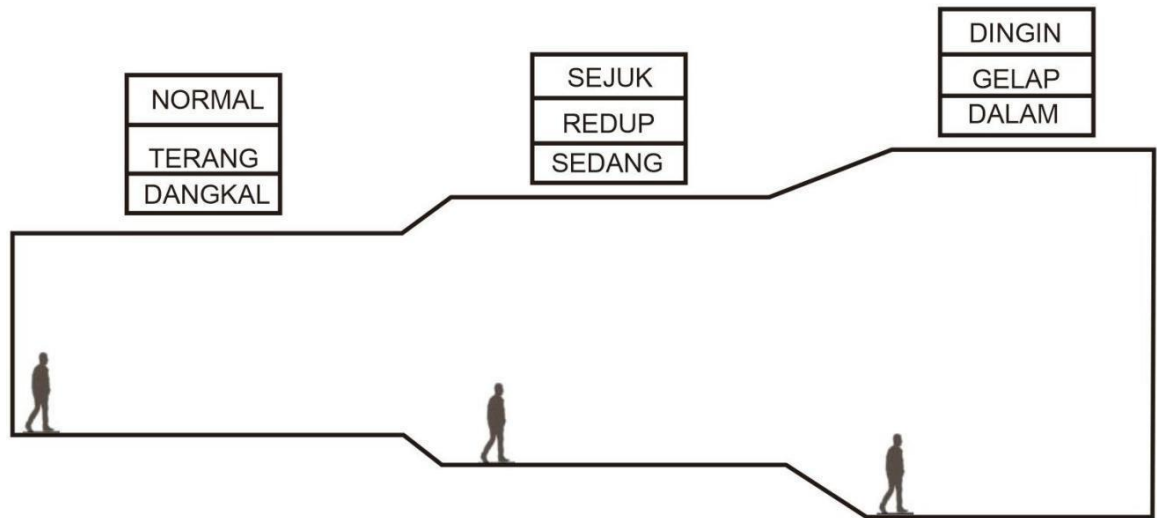 NORMAL
TERANG
DANGKAL
SEJUK
REDUP
SEDANG
DINGIN
GELAP
DALAM